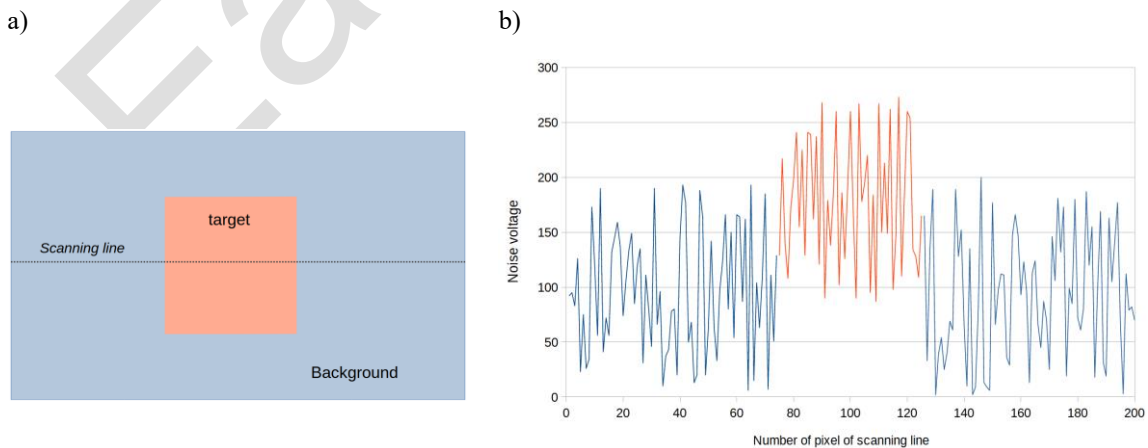 a)
b)
target
Scanning line
Background
300
250
200
150
100
50
0
0 20 40 60 80 100 120 140 160 180 200
Noise voltage
Number of pixel of scanning line